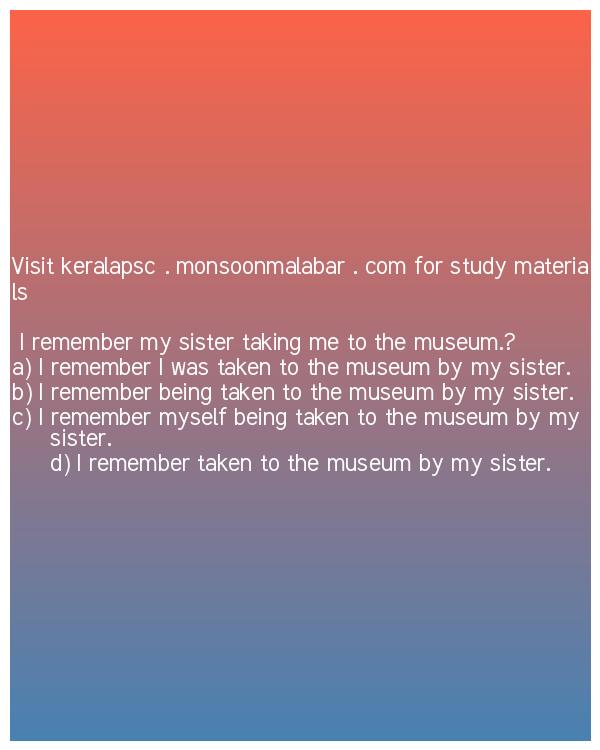 Visit keralapsc . monsoonmalabar . com for study materia
ls
I remember my sister taking me to the museum.?
a) I remember I was taken to the museum by my sister.
b) I remember being taken to the museum by my sister.
c) I remember myself being taken to the museum by my
sister.
d) I remember taken to the museum by my sister.